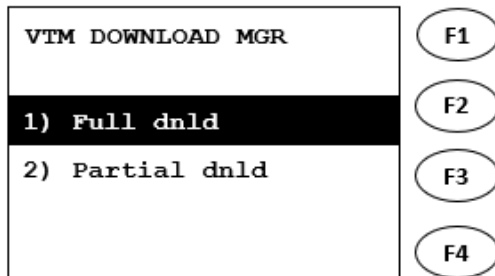 VTM DOWNLOAD MGR
F1
1) Full dnld
F2
2) Partial dnld
F3
F4